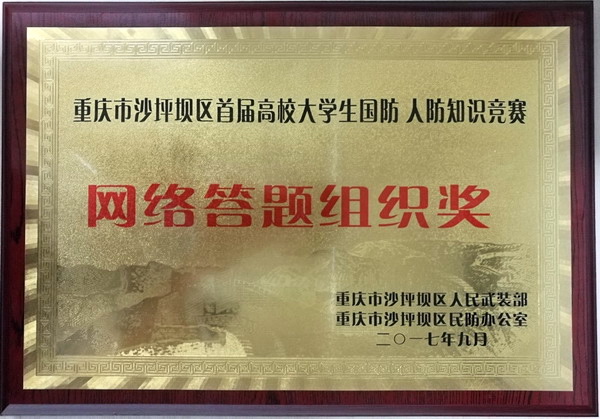 重庆市沙坪坝区首届高校大学生国防 人防知识竞赛
网络答题组织奖
重庆市沙坪坝区人民武装部
重庆市沙坪坝区民防办公室
二〇一七年九月